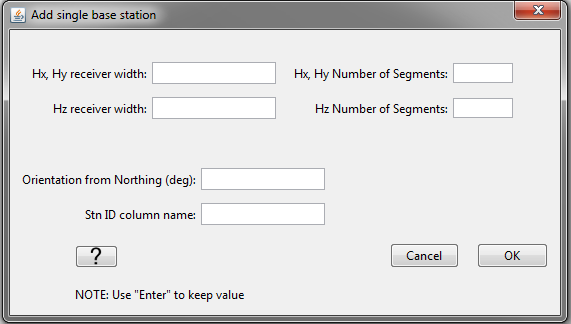 Add single base station
Hx, Hy receiver width: Hx, Hy Number of Segments:
Hz receiver width: Hz Number of Segments:
Orientation from Northing (deg):
Stn ID column name:
? Cancel OK
NOTE: Use "Enter" to keep value